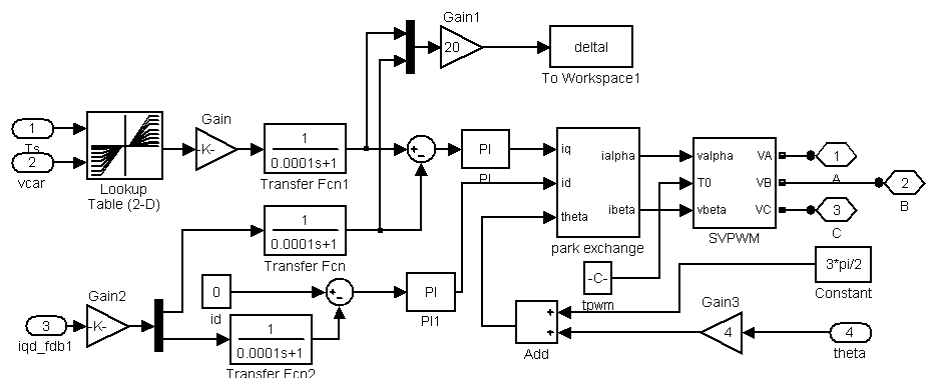 Gain1
20
deltal
To Workspace1
1
Ts
2
vcar
Lookup
Table (2-D)
Gain
-K-
1
0.0001s+1
Transfer Fcn1
PI
PI
iq
id
theta
ialpha
ibeta
park exchange
valpha
T0
vbeta
VA
VB
VC
SVPWM
1
A
2
B
3
C
1
0.0001s+1
Transfer Fcn
-C-
tpwm
3*pi/2
Constant
3
iqd_fdb1
Gain2
-K-
0
id
PI
PI1
1
0.0001s+1
Transfer Fcn2
Add
Gain3
4
4
theta